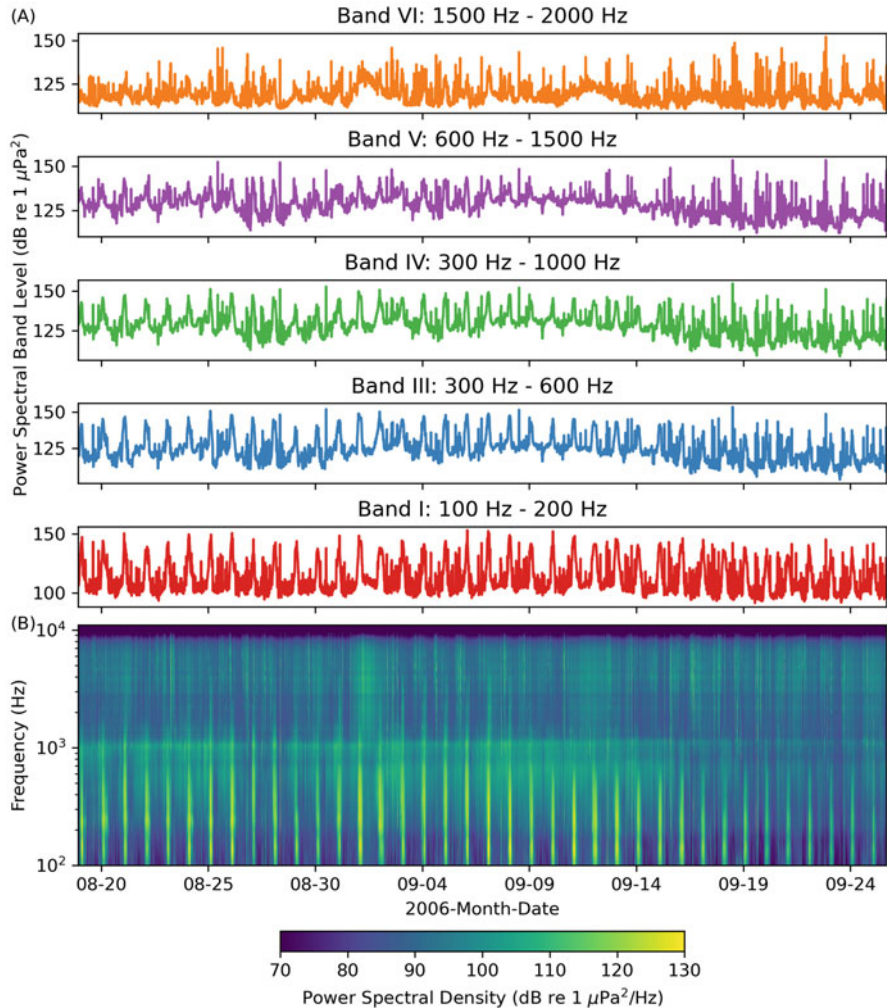 (A)
Band VI: 1500 Hz - 2000 Hz
150
125
Band V: 600 Hz - 1500 Hz
150
125
Band IV: 300 Hz - 1000 Hz
150
125
Band III: 300 Hz - 600 Hz
150
125
Band I: 100 Hz - 200 Hz
150
100
Power Spectral Band Level (dB re 1 μPa²)
(B)
10⁴
10³
10²
Frequency (Hz)
08-20 08-25 08-30 09-04 09-09 09-14 09-19 09-24
2006-Month-Date
70 80 90 100 110 120 130
Power Spectral Density (dB re 1 μPa²/Hz)